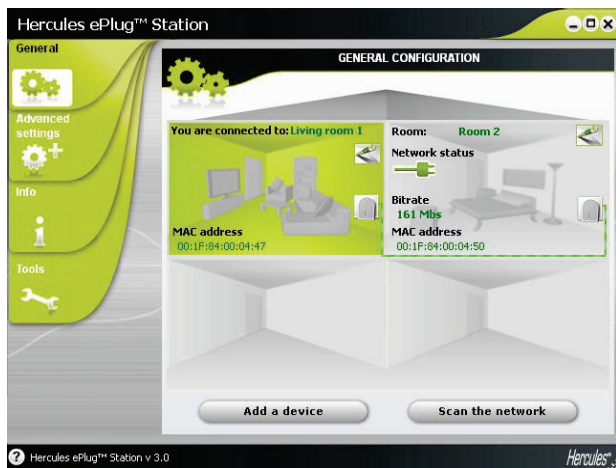 Hercules ePlug™ Station
General
Advanced
settings
Info
Tools
GENERAL CONFIGURATION
You are connected to: Living room 1
MAC address
00:1F:84:00:04:47
Room: Room 2
Network status
Bitrate
161 Mbs
MAC address
00:1F:84:00:04:50
Add a device
Scan the network
? Hercules ePlug™ Station v 3.0
Hercules